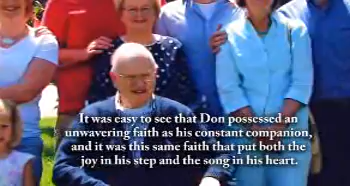 It was easy to see that Don possessed an
unwavering faith as his constant companion,
and it was this same faith that put both the
joy in his step and the song in his heart.